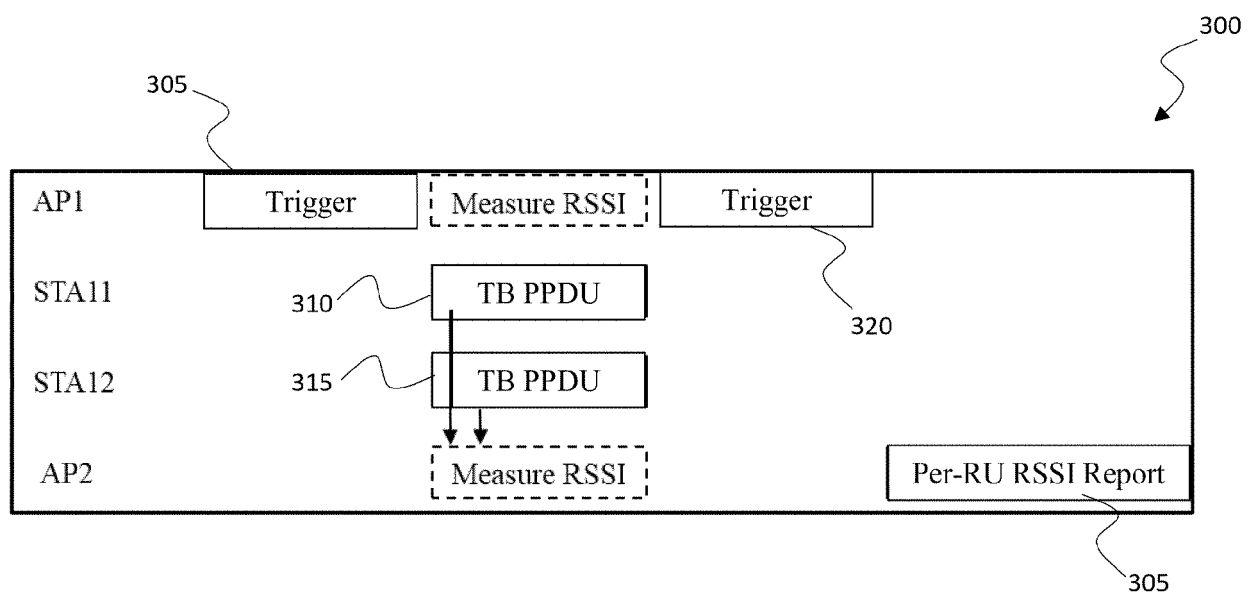 300
305
AP1
Trigger
Measure RSSI
Trigger
STA11
310
TB PPDU
320
STA12
315
TB PPDU
AP2
Measure RSSI
Per-RU RSSI Report
305